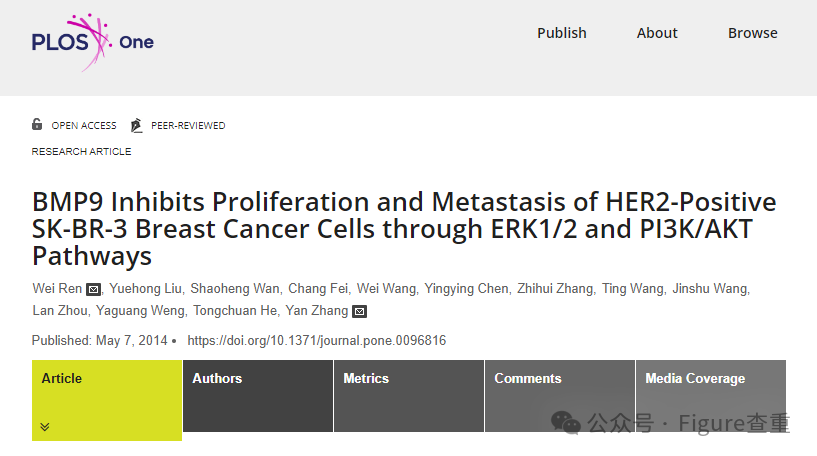 PLOS One
Publish About Browse
OPEN ACCESS PEER-REVIEWED
RESEARCH ARTICLE
BMP9 Inhibits Proliferation and Metastasis of HER2-Positive
SK-BR-3 Breast Cancer Cells through ERK1/2 and PI3K/AKT
Pathways
Wei Ren, Yuehong Liu, Shaoheng Wan, Chang Fei, Wei Wang, Yingying Chen, Zhihui Zhang, Ting Wang, Jinshu Wang,
Lan Zhou, Yaguang Weng, Tongchuan He, Yan Zhang
Published: May 7, 2014 • https://doi.org/10.1371/journal.pone.0096816
Article Authors Metrics Comments Media Coverage
公众号 · Figure查重